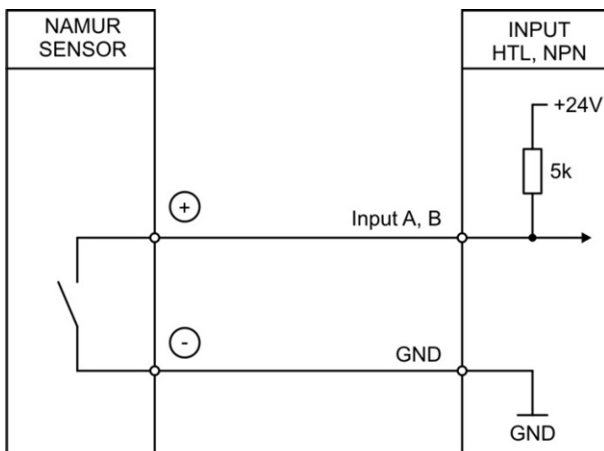 NAMUR
SENSOR
INPUT
HTL, NPN
+24V
5k
+
Input A, B
-
GND
GND